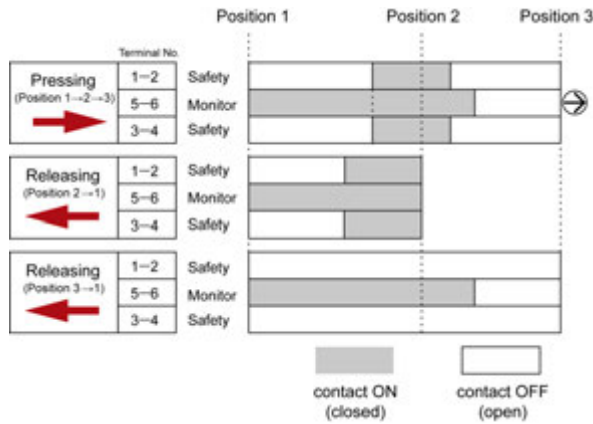 Position 1 Position 2 Position 3
Terminal No.
Pressing
(Position 1→2→3)
1−2 Safety
5−6 Monitor
3−4 Safety
Releasing
(Position 2→1)
1−2 Safety
5−6 Monitor
3−4 Safety
Releasing
(Position 3→1)
1−2 Safety
5−6 Monitor
3−4 Safety
contact ON
(closed)
contact OFF
(open)